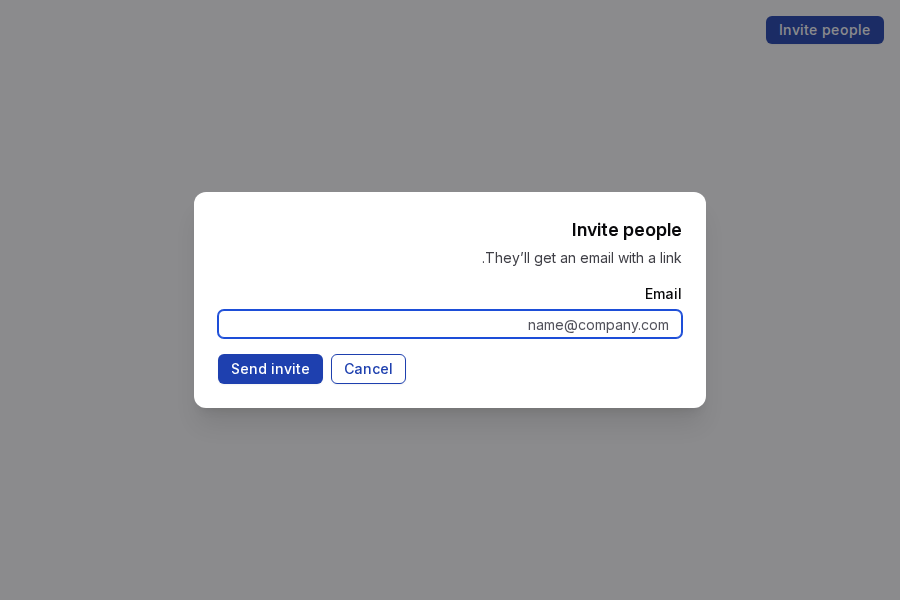 Invite people
Invite people
.They’ll get an email with a link
Email
name@company.com
Send invite
Cancel